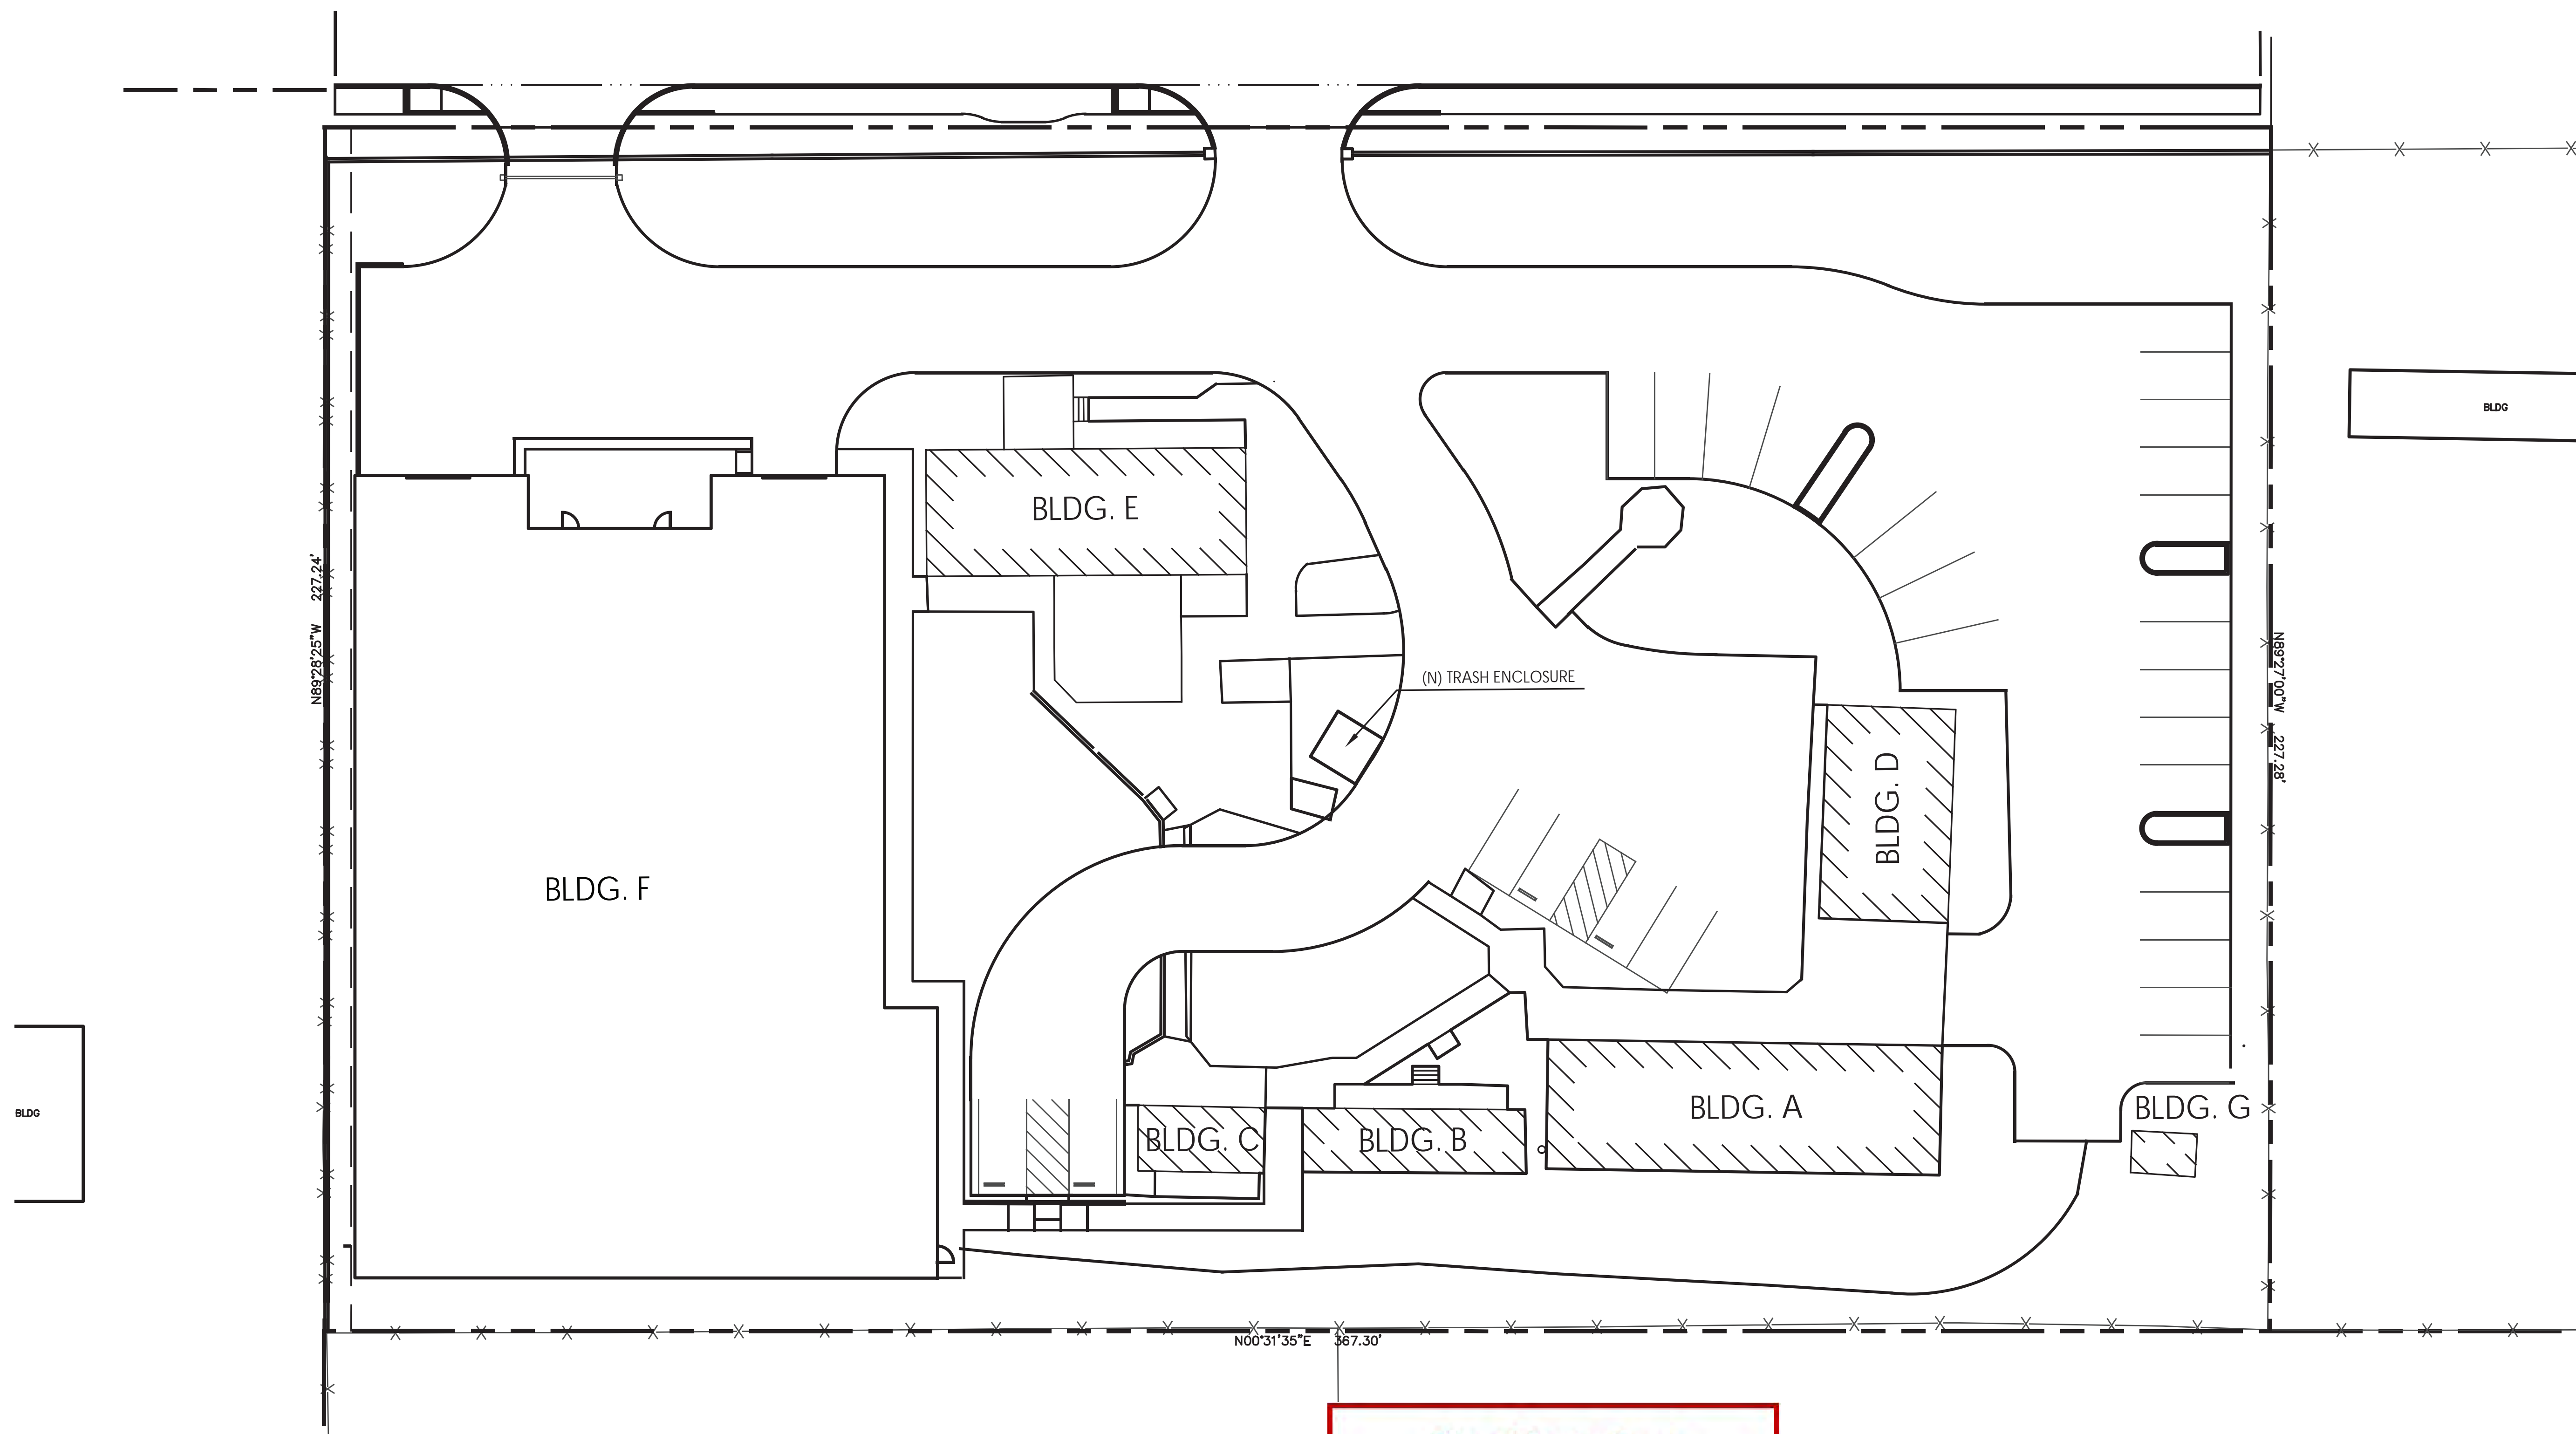 BLDG
BLDG. E
N89°28'25"W 227.24'
N89°27'00"W 227.28'
(N) TRASH ENCLOSURE
BLDG. D
BLDG. F
BLDG
BLDG. A
BLDG. G
BLDG. C
BLDG. B
N00°31'35"E 367.30'